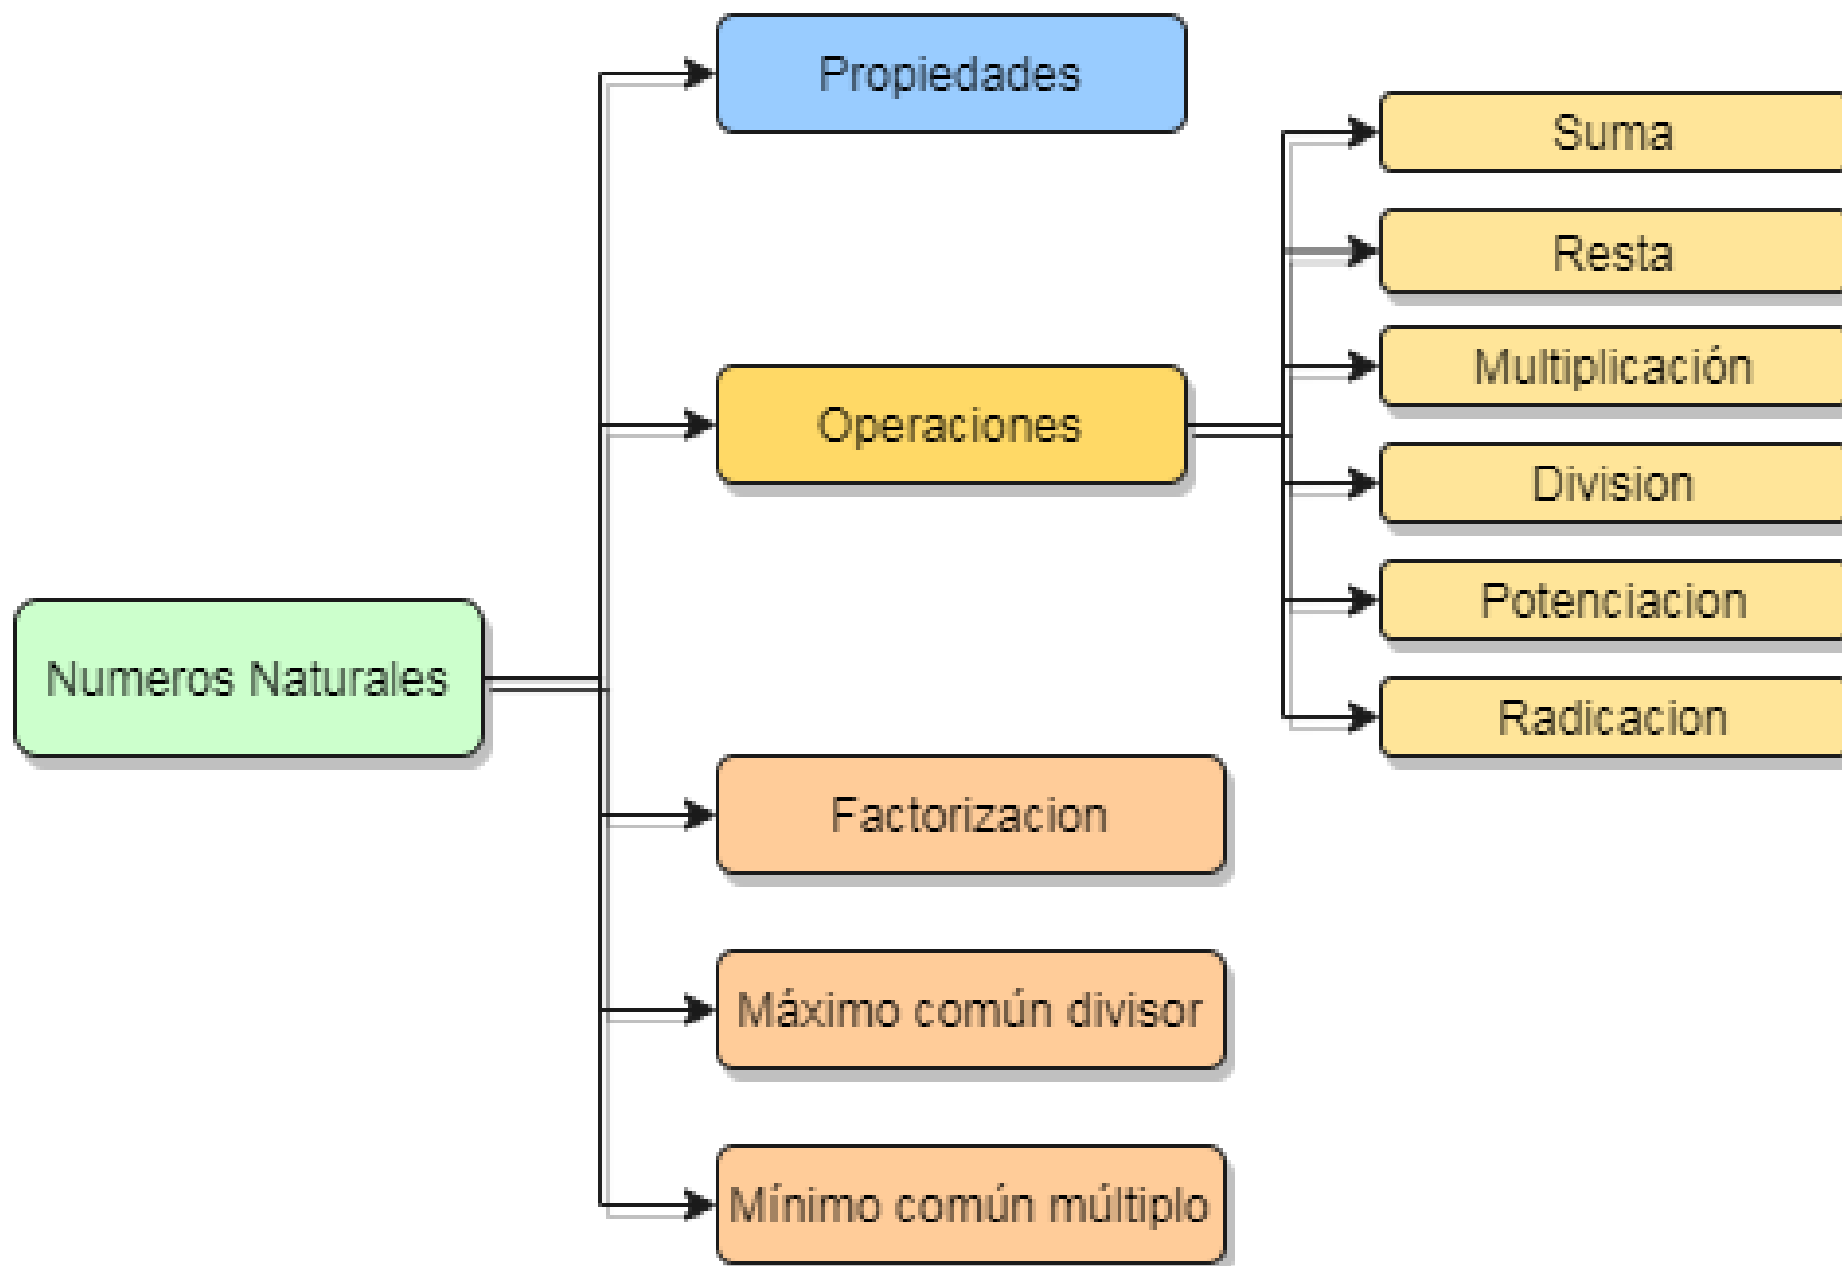 Propiedades
Suma
Resta
Multiplicación
Operaciones
Division
Potenciacion
Numeros Naturales
Radicacion
Factorizacion
Máximo común divisor
Mínimo común múltiplo